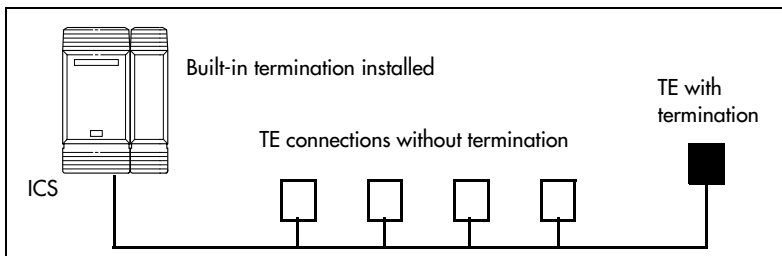 Built-in termination installed
TE with
termination
TE connections without termination
ICS